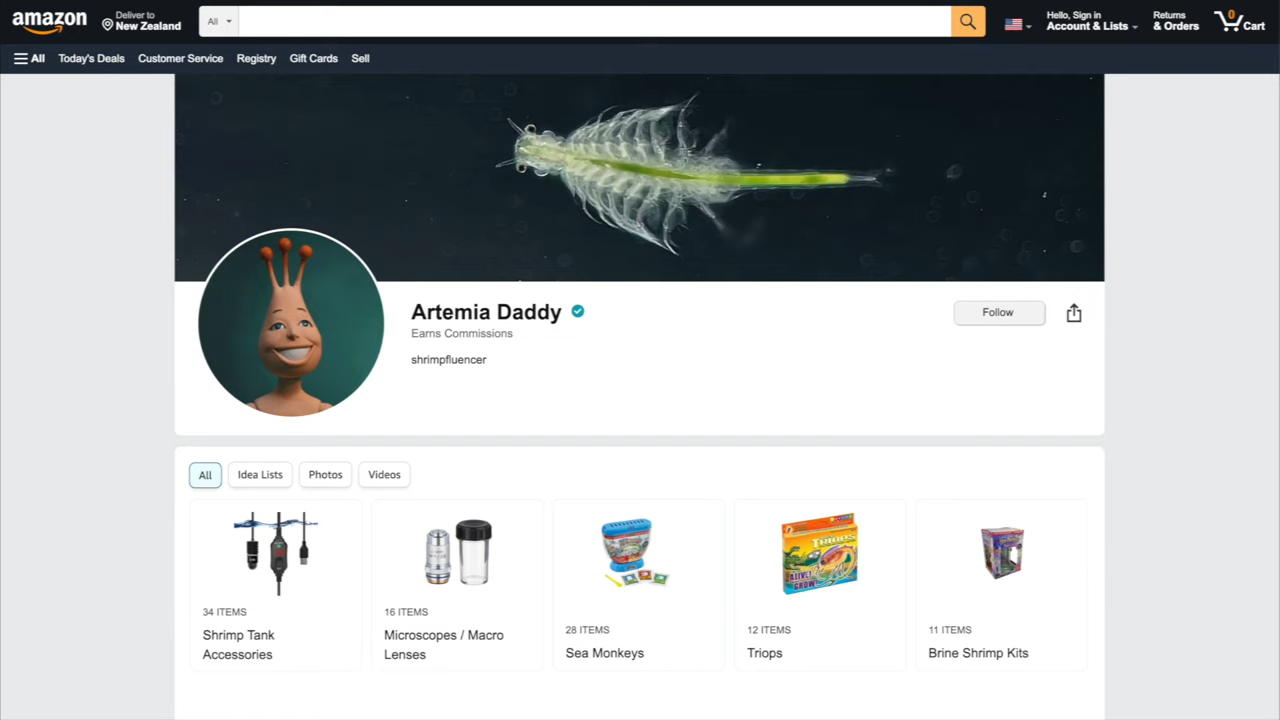 amazon
Deliver to
New Zealand
All
Hello, Sign in
Account & Lists
Returns
& Orders
0
Cart
All
Today's Deals
Customer Service
Registry
Gift Cards
Sell
Artemia Daddy
Earns Commissions
shrimpfluencer
Follow
All
Idea Lists
Photos
Videos
34 ITEMS
Shrimp Tank
Accessories
16 ITEMS
Microscopes / Macro
Lenses
28 ITEMS
Sea Monkeys
TRIOPS
ALIVE!
GROW!
12 ITEMS
Triops
11 ITEMS
Brine Shrimp Kits